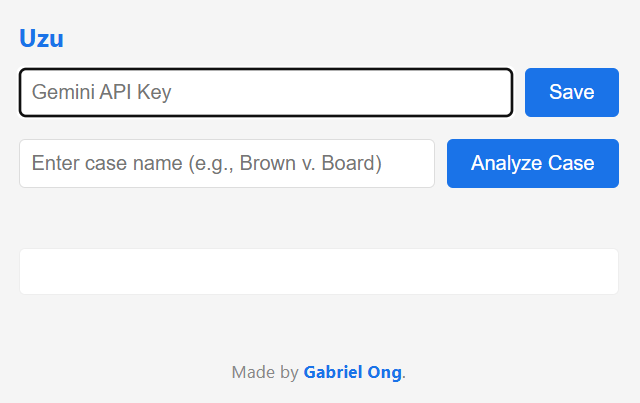 Uzu
Gemini API Key
Save
Enter case name (e.g., Brown v. Board)
Analyze Case
Made by Gabriel Ong.